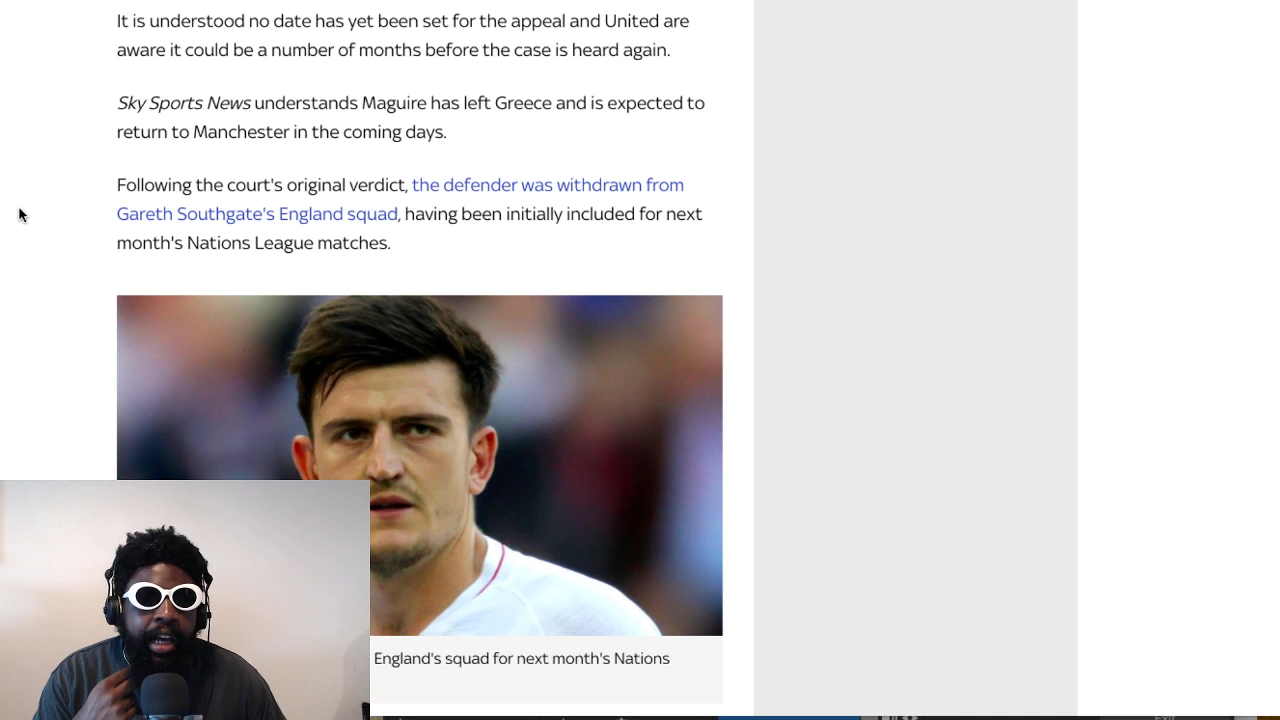 It is understood no date has yet been set for the appeal and United are
aware it could be a number of months before the case is heard again.
Sky Sports News understands Maguire has left Greece and is expected to
return to Manchester in the coming days.
Following the court's original verdict, the defender was withdrawn from
Gareth Southgate's England squad, having been initially included for next
month's Nations League matches.
England's squad for next month's Nations